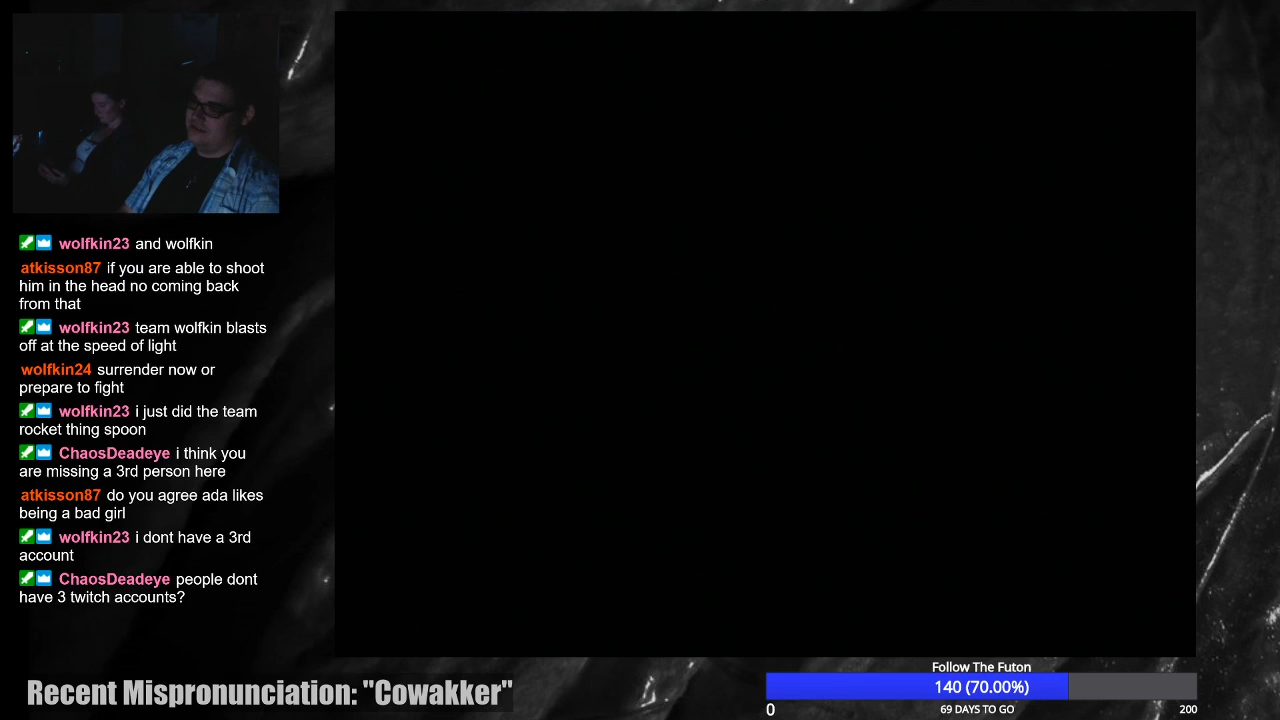 wolfkin23 and wolfkin
atkisson87 if you are able to shoot
him in the head no coming back
from that
wolfkin23 team wolfkin blasts
off at the speed of light
wolfkin24 surrender now or
prepare to fight
wolfkin23 i just did the team
rocket thing spoon
ChaosDeadeye i think you
are missing a 3rd person here
atkisson87 do you agree ada likes
being a bad girl
wolfkin23 i dont have a 3rd
account
ChaosDeadeye people dont
have 3 twitch accounts?
Recent Mispronunciation: "Cowakker"
Follow The Futon
140 (70.00%)
0
69 DAYS TO GO
200